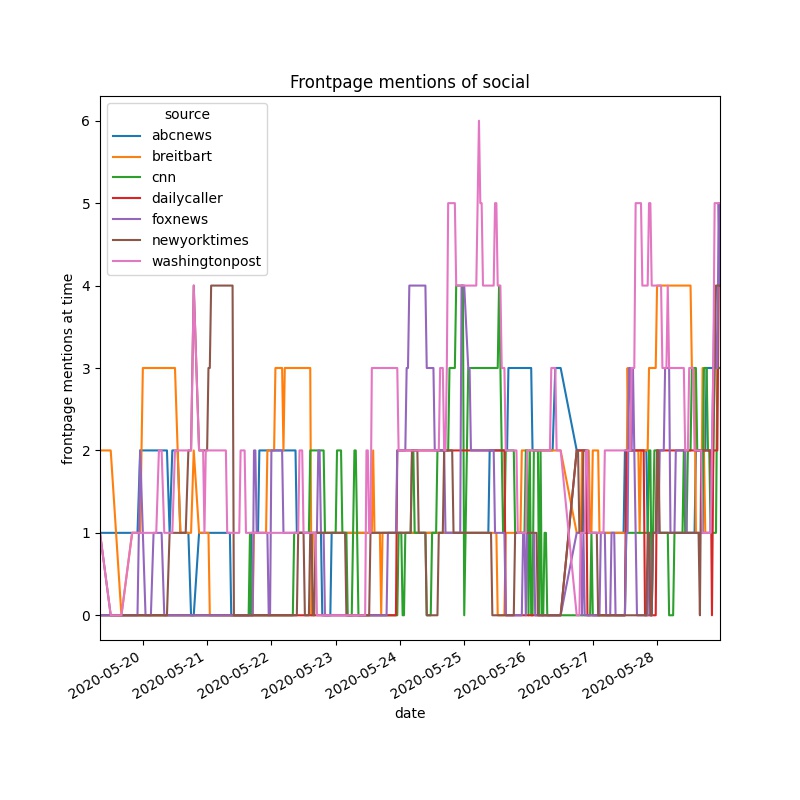 Frontpage mentions of social
source
abcnews
breitbart
cnn
dailycaller
foxnews
newyorktimes
washingtonpost
frontpage mentions at time
6
5
4
3
2
1
0
2020-05-20
2020-05-21
2020-05-22
2020-05-23
2020-05-24
2020-05-25
2020-05-26
2020-05-27
2020-05-28
date